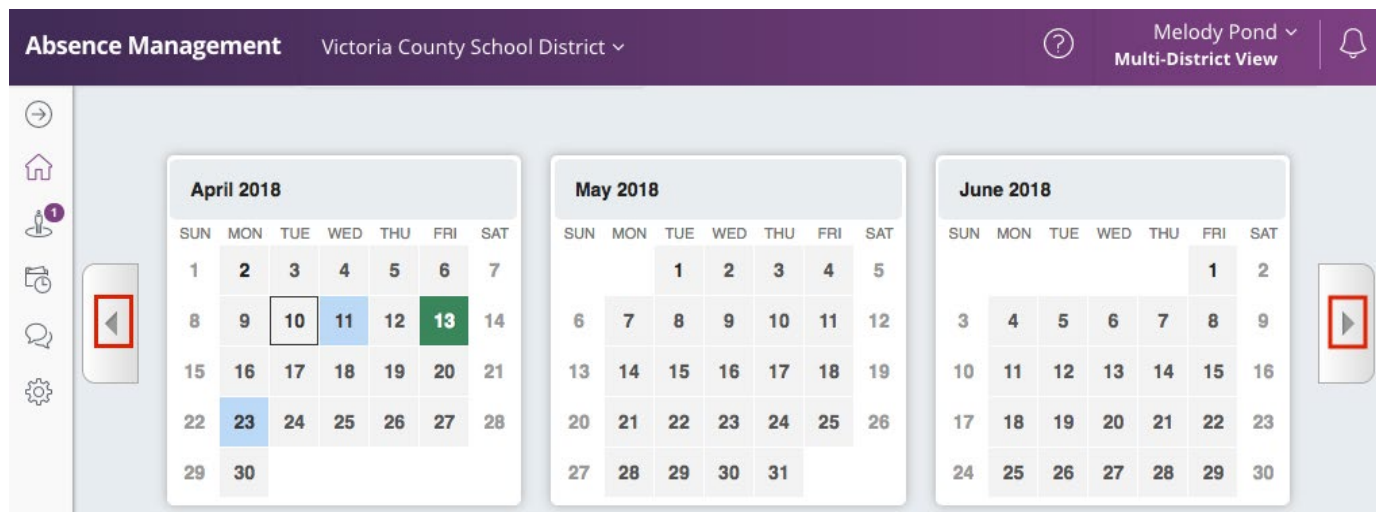 Absence Management Victoria County School District
Melody Pond
Multi-District View
1
April 2018
SUN MON TUE WED THU FRI SAT
1 2 3 4 5 6 7
8 9 10 11 12 13 14
15 16 17 18 19 20 21
22 23 24 25 26 27 28
29 30
May 2018
SUN MON TUE WED THU FRI SAT
1 2 3 4 5
6 7 8 9 10 11 12
13 14 15 16 17 18 19
20 21 22 23 24 25 26
27 28 29 30 31
June 2018
SUN MON TUE WED THU FRI SAT
1 2
3 4 5 6 7 8 9
10 11 12 13 14 15 16
17 18 19 20 21 22 23
24 25 26 27 28 29 30